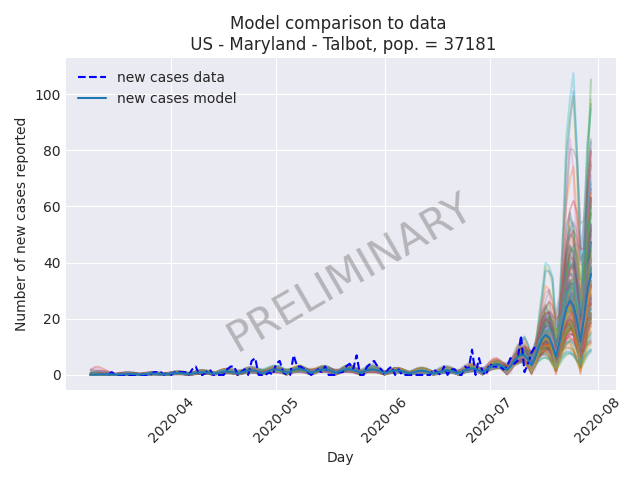 Model comparison to data
US - Maryland - Talbot, pop. = 37181
new cases data
new cases model
Number of new cases reported
100
80
60
40
20
0
PRELIMINARY
2020-04
2020-05
2020-06
2020-07
2020-08
Day